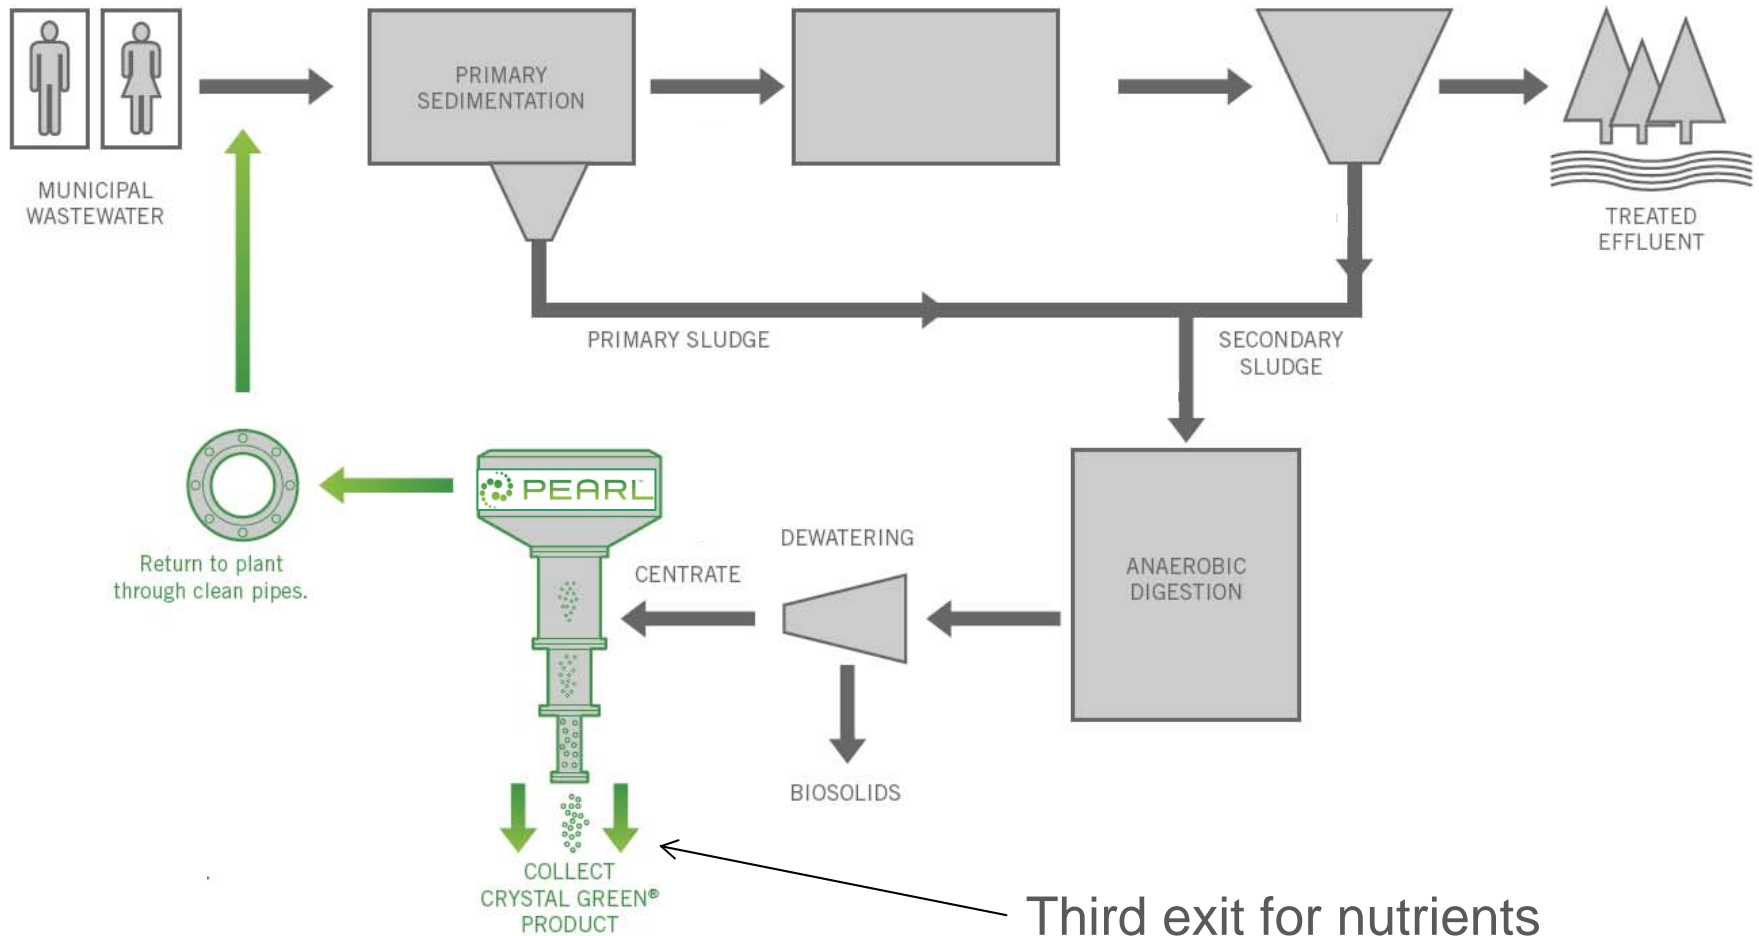 PRIMARY
SEDIMENTATION
MUNICIPAL
WASTEWATER
TREATED
EFFLUENT
PRIMARY SLUDGE
SECONDARY
SLUDGE
PEARL™
Return to plant
through clean pipes.
CENTRATE
DEWATERING
ANAEROBIC
DIGESTION
BIOSOLIDS
COLLECT
CRYSTAL GREEN®
PRODUCT
Third exit for nutrients